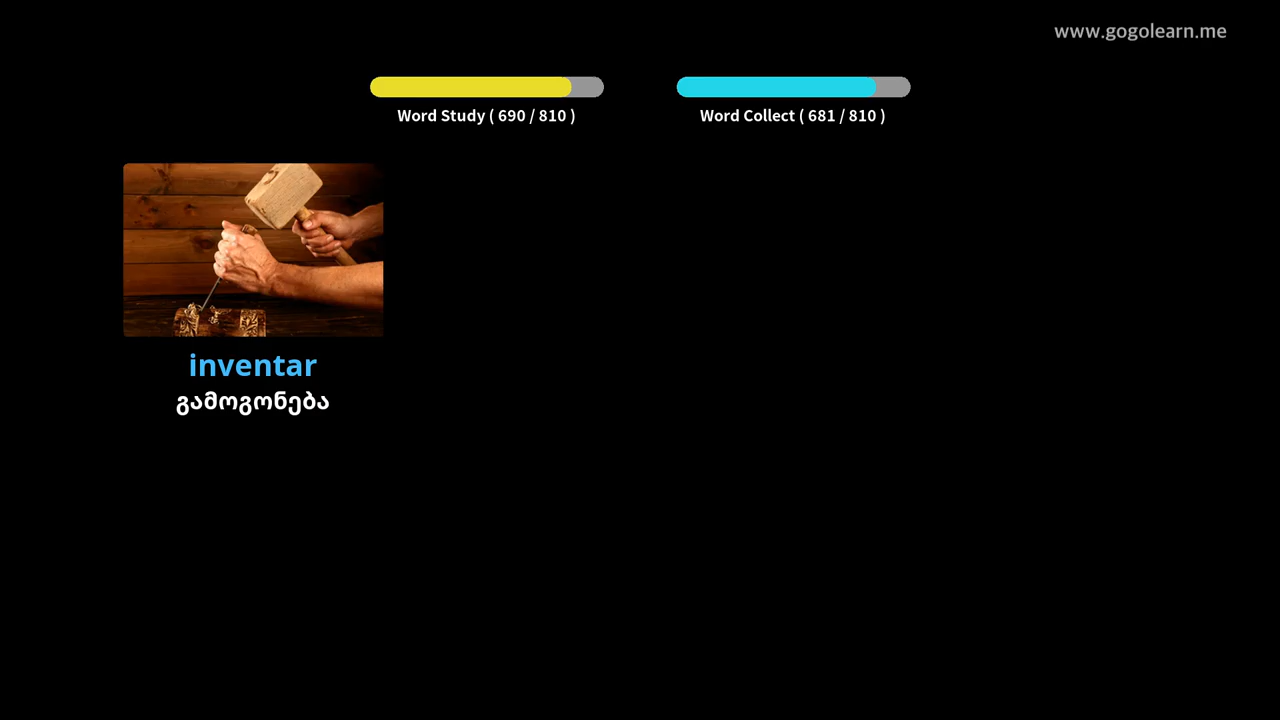 www.gogolearn.me
Word Study ( 690 / 810 )
Word Collect ( 681 / 810 )
inventar
გამოგონება